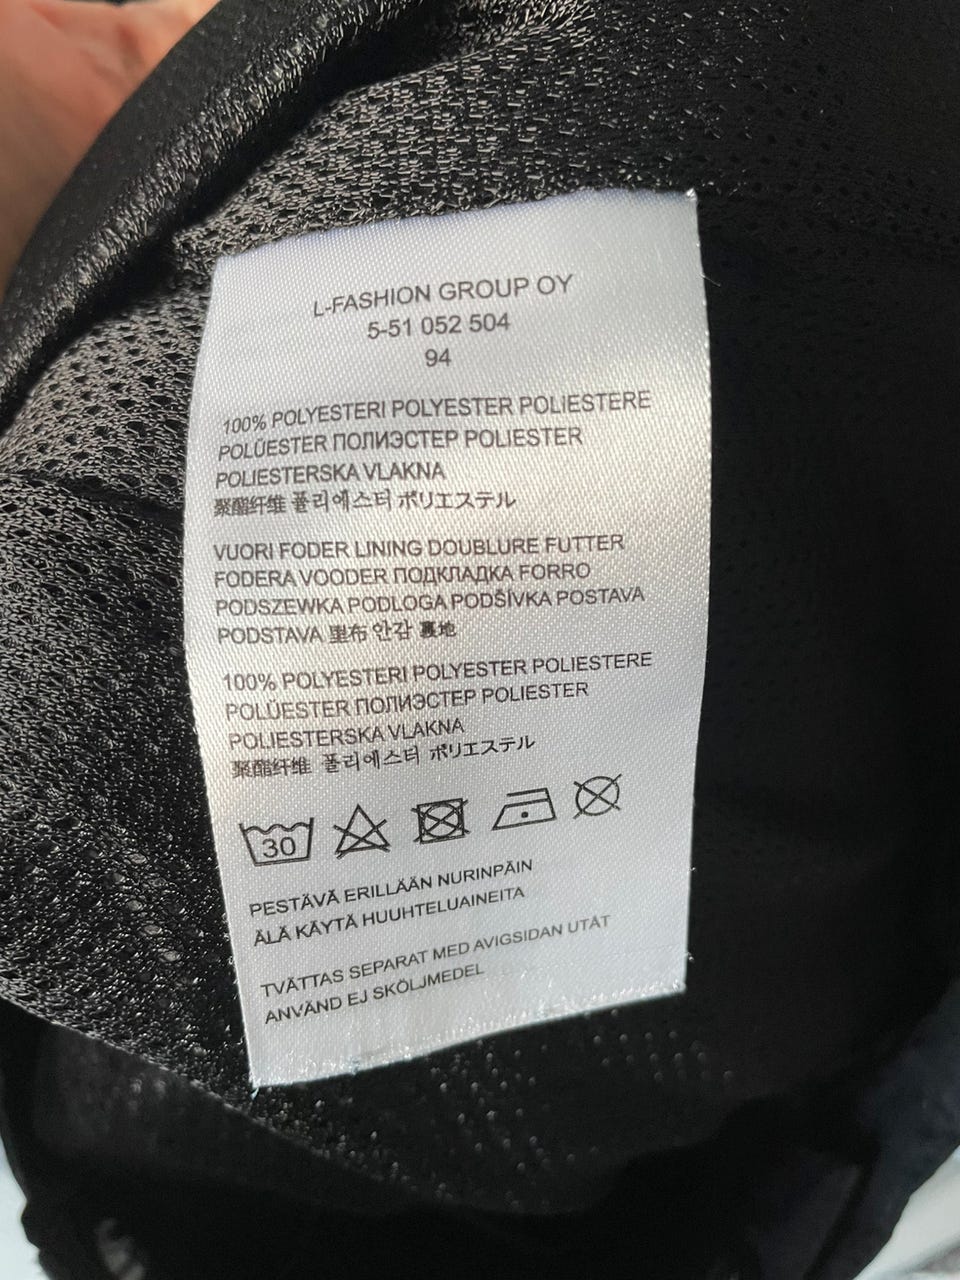 L-FASHION GROUP OY
5-51 052 504
94
100% POLYESTERI POLYESTER POLIESTERE
POLÜESTER ПОЛИЭСТЕР POLIESTER
POLIESTERSKA VLAKNA
聚酯纤维 폴리에스터 ポリエステル
VUORI FODER LINING DOUBLURE FUTTER
FODERA VOODER ПОДКЛАДКА FORRO
PODSZEWKA PODLOGA PODŠÍVKA POSTAVA
PODSTAVA 里布 안감 裏地
100% POLYESTERI POLYESTER POLIESTERE
POLÜESTER ПОЛИЭСТЕР POLIESTER
POLIESTERSKA VLAKNA
聚酯纤维 폴리에스터 ポリエステル
30
PESTÄVÄ ERILLÄÄN NURINPÄIN
ÄLÄ KÄYTÄ HUUHTELUAINEITA
TVÄTTAS SEPARAT MED AVIGSIDAN UTÅT
ANVÄND EJ SKÖLJMEDEL